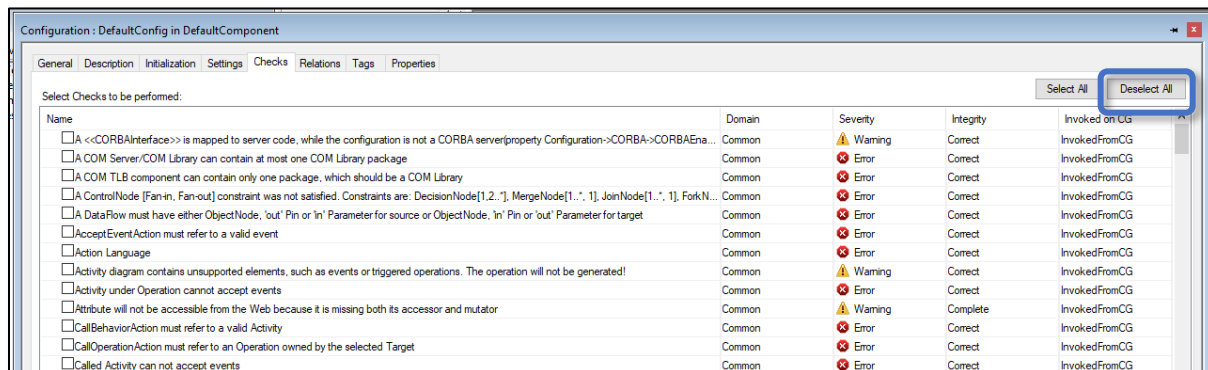 Configuration : DefaultConfig in DefaultComponent
General Description Initialization Settings Checks Relations Tags Properties
Select Checks to be performed:
Select All Deselect All
Name Domain Severity Integrity Invoked on CG
A <<CORBAInterface>> is mapped to server code, while the configuration is not a CORBA server(property Configuration->CORBA->CORBAEna... Common Warning Correct InvokedFromCG
A COM Server/COM Library can contain at most one COM Library package Common Error Correct InvokedFromCG
A COM TLB component can contain only one package, which should be a COM Library Common Error Correct InvokedFromCG
A ControlNode [Fan-in, Fan-out] constraint was not satisfied. Constraints are: DecisionNode[1,2..*], MergeNode[1..*, 1], JoinNode[1..*, 1], ForkN... Common Error Correct InvokedFromCG
A DataFlow must have either ObjectNode, 'out' Pin or 'in' Parameter for source or ObjectNode, 'in' Pin or 'out' Parameter for target Common Error Correct InvokedFromCG
AcceptEventAction must refer to a valid event Common Error Correct InvokedFromCG
Action Language Common Error Correct InvokedFromCG
Activity diagram contains unsupported elements, such as events or triggered operations. The operation will not be generated! Common Warning Correct InvokedFromCG
Activity under Operation cannot accept events Common Error Correct InvokedFromCG
Attribute will not be accessible from the Web because it is missing both its accessor and mutator Common Warning Complete InvokedFromCG
CallBehaviorAction must refer to a valid Activity Common Error Correct InvokedFromCG
CallOperationAction must refer to an Operation owned by the selected Target Common Error Correct InvokedFromCG
Called Activity can not accept events Common Error Correct InvokedFromCG